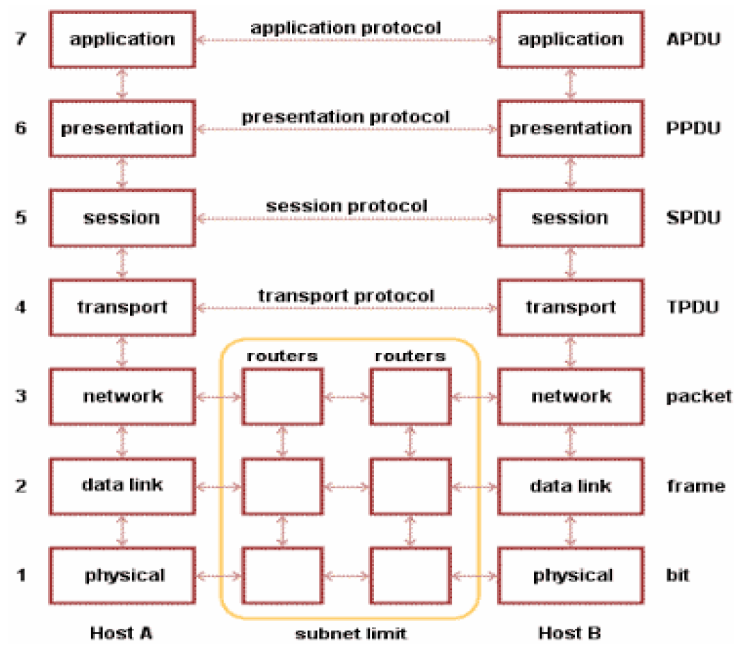 7 application application protocol application APDU
6 presentation presentation protocol presentation PPDU
5 session session protocol session SPDU
4 transport transport protocol transport TPDU
routers routers
3 network network packet
2 data link data link frame
1 physical physical bit
Host A subnet limit Host B